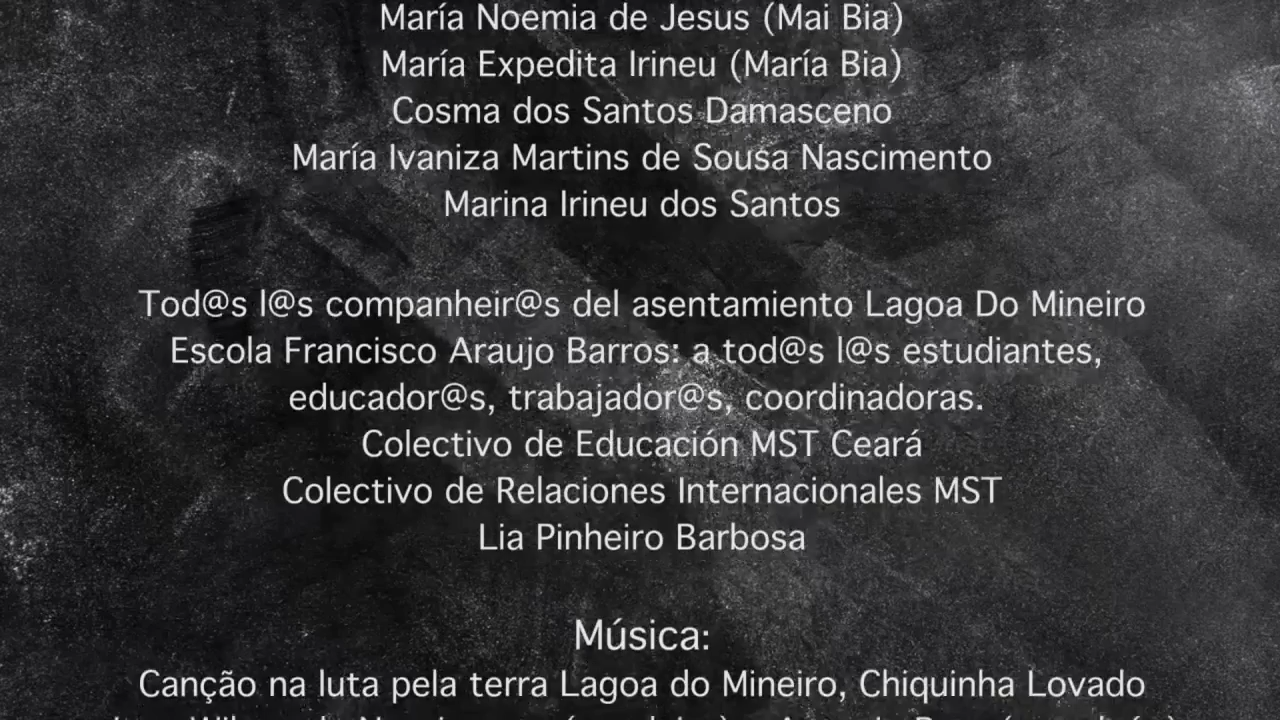 María Noemia de Jesus (Mai Bia)
María Expedita Irineu (María Bia)
Cosma dos Santos Damasceno
María Ivaniza Martins de Sousa Nascimento
Marina Irineu dos Santos
Tod@s l@s companheir@s del asentamiento Lagoa Do Mineiro
Escola Francisco Araujo Barros: a tod@s l@s estudiantes,
educador@s, trabajador@s, coordinadoras.
Colectivo de Educación MST Ceará
Colectivo de Relaciones Internacionales MST
Lia Pinheiro Barbosa
Música:
Canção na luta pela terra Lagoa do Mineiro, Chiquinha Lovado